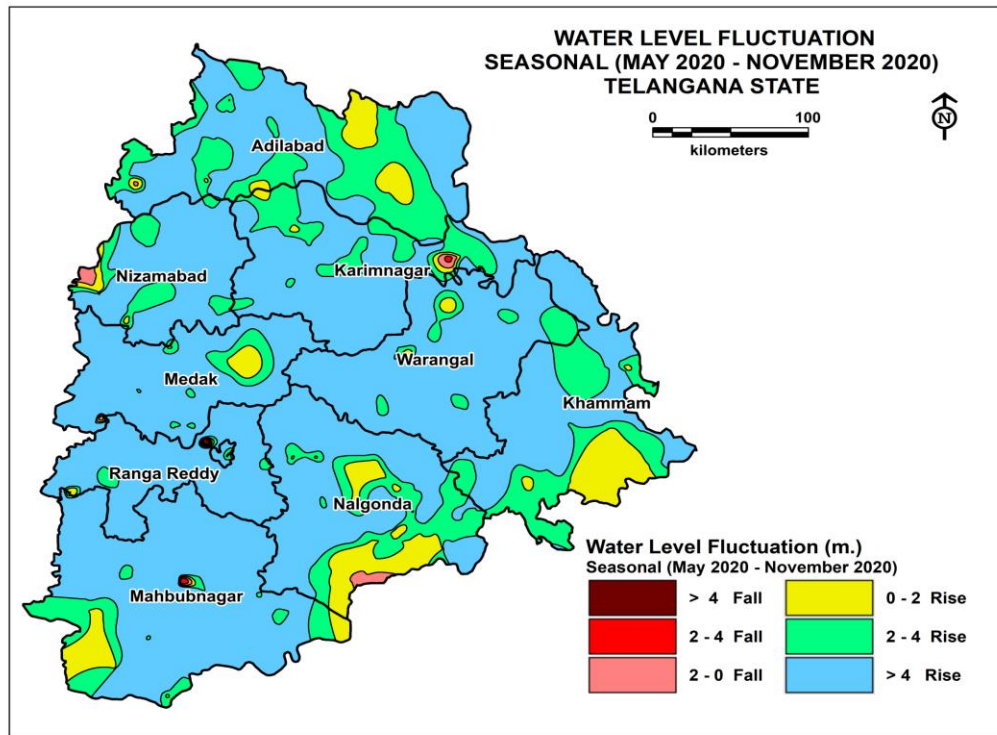 WATER LEVEL FLUCTUATION
SEASONAL (MAY 2020 - NOVEMBER 2020)
TELANGANA STATE
0 100
kilometers
N
Adilabad
Nizamabad
Karimnagar
Warangal
Medak
Khammam
Ranga Reddy
Nalgonda
Mahbubnagar
Water Level Fluctuation (m.)
Seasonal (May 2020 - November 2020)
> 4 Fall
0 - 2 Rise
2 - 4 Fall
2 - 4 Rise
2 - 0 Fall
> 4 Rise